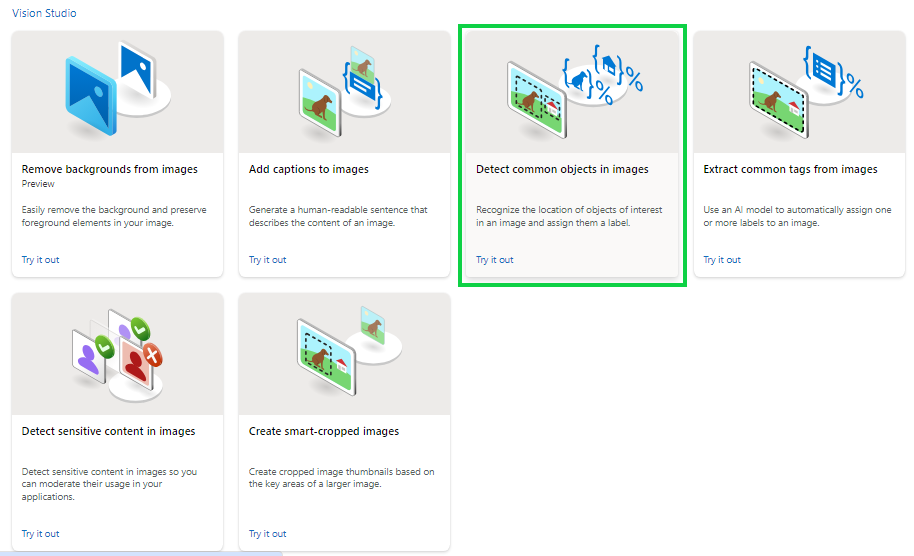 Vision Studio
Remove backgrounds from images
Preview
Easily remove the background and preserve
foreground elements in your image.
Try it out
Add captions to images
Generate a human-readable sentence that
describes the content of an image.
Try it out
Detect common objects in images
Recognize the location of objects of interest
in an image and assign them a label.
Try it out
Extract common tags from images
Use an AI model to automatically assign one
or more labels to an image.
Try it out
Detect sensitive content in images
Detect sensitive content in images so you
can moderate their usage in your
applications.
Try it out
Create smart-cropped images
Create cropped image thumbnails based on
the key areas of a larger image.
Try it out